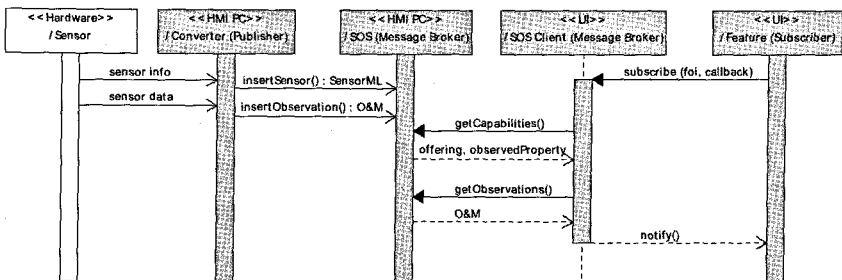 <<Hardware>>
/ Sensor
<<HMI PC>>
/ Convertor (Publisher)
<<HMI PC>>
/ SOS (Message Broker)
<<UI>>
/ SOS Client (Message Broker)
<<UI>>
/ Feature (Subscriber)
sensor info
insertSensor() : SensorML
subscribe (foi, callback)
sensor data
insertObservation() : O&M
getCapabilities()
offering, observedProperty
getObservations()
O&M
notify()